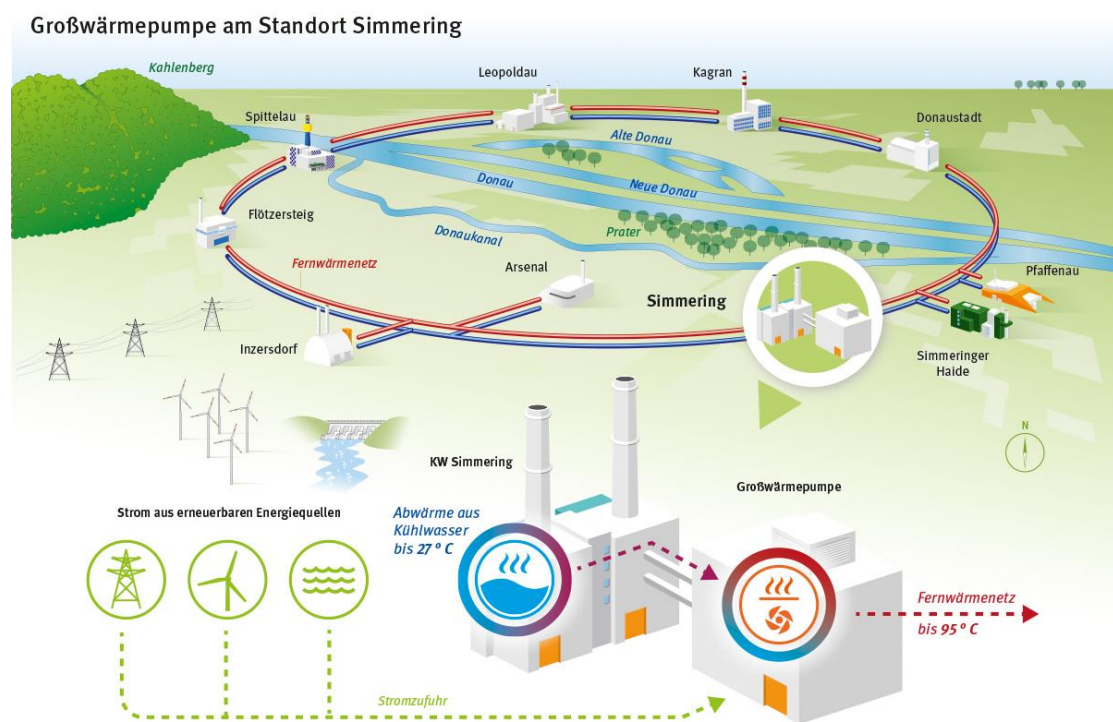 Großwärmepumpe am Standort Simmering
Kahlenberg
Leopoldau
Kagran
Spittelau
Donaustadt
Alte Donau
Donau
Neue Donau
Flötzersteig
Donaukanal
Prater
Fernwärmenetz
Arsenal
Simmering
Pfaffenau
Inzersdorf
Simmeringer
Haide
N
KW Simmering
Großwärmepumpe
Strom aus erneuerbaren Energiequellen
Abwärme aus
Kühlwasser
bis 27° C
Fernwärmenetz
bis 95° C
Stromzufuhr